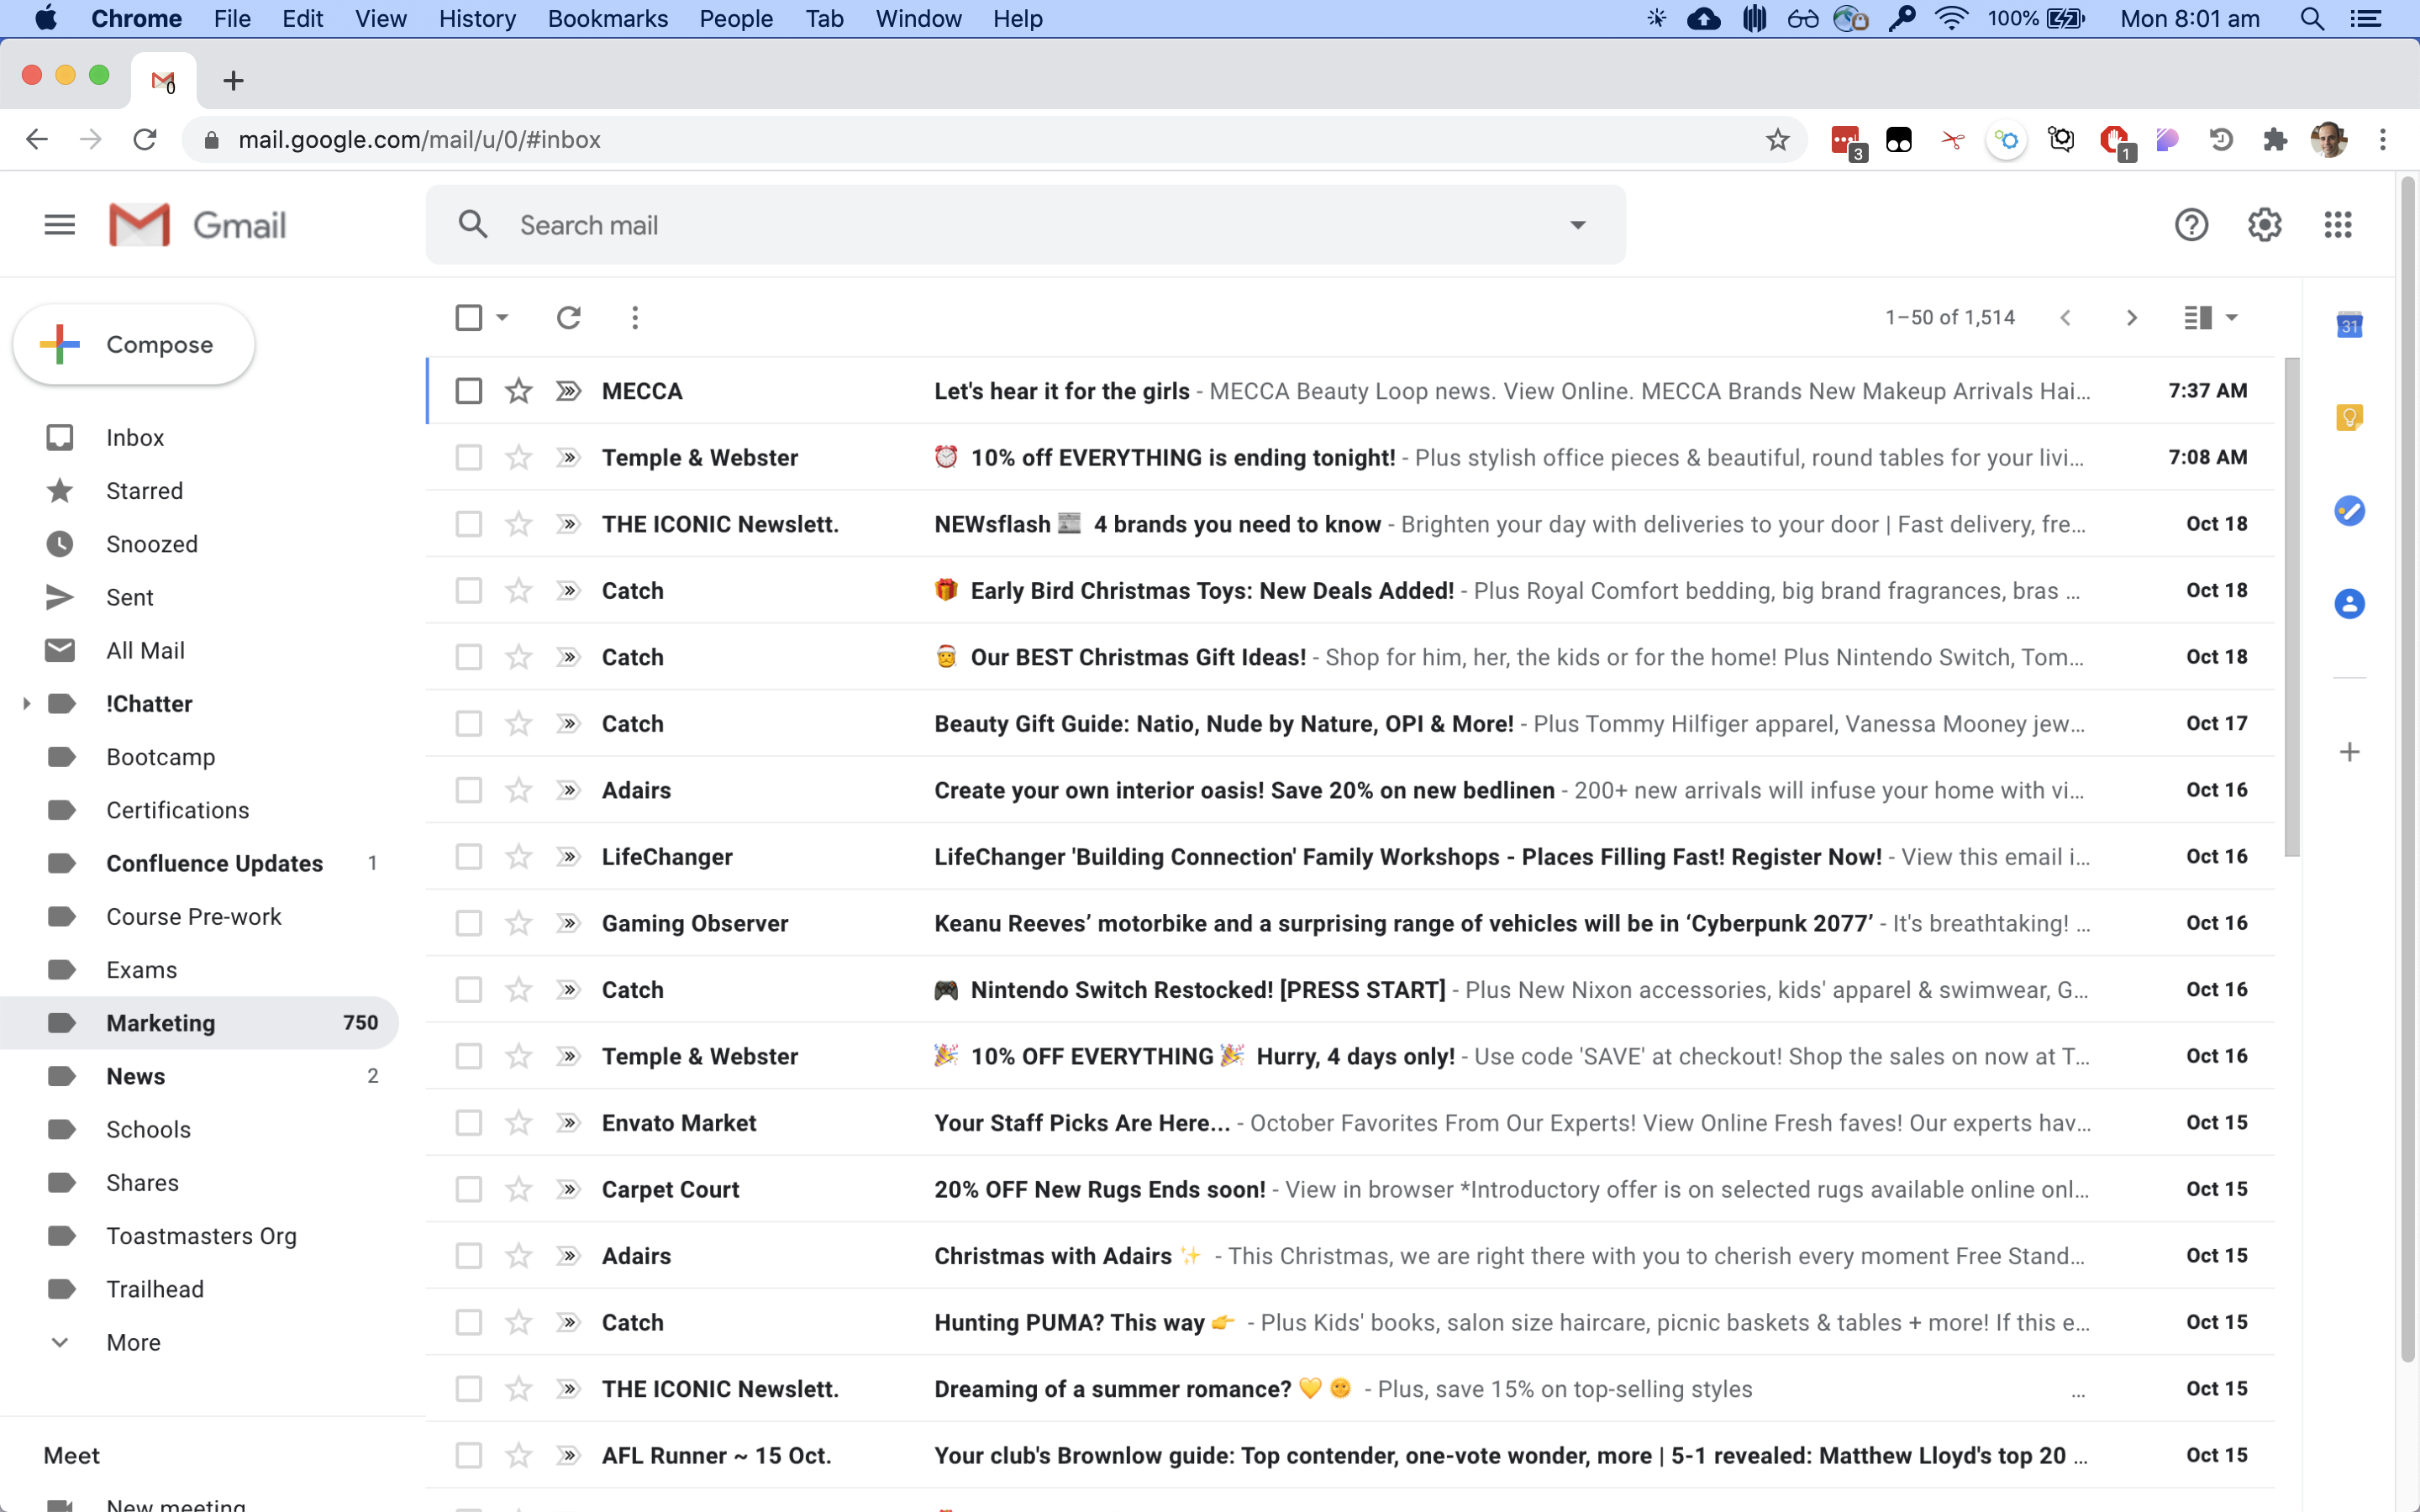 Chrome File Edit View History Bookmarks People Tab Window Help 100% Mon 8:01 am
0
mail.google.com/mail/u/0/#inbox 3 1
Gmail Search mail
Compose 1–50 of 1,514 31
Inbox
Starred
Snoozed
Sent
All Mail
!Chatter
Bootcamp
Certifications
Confluence Updates 1
Course Pre-work
Exams
Marketing 750
News 2
Schools
Shares
Toastmasters Org
Trailhead
More
Meet
New meeting
MECCA Let's hear it for the girls - MECCA Beauty Loop news. View Online. MECCA Brands New Makeup Arrivals Hai... 7:37 AM
Temple & Webster ⏰ 10% off EVERYTHING is ending tonight! - Plus stylish office pieces & beautiful, round tables for your livi... 7:08 AM
THE ICONIC Newslett. NEWsflash 📰 4 brands you need to know - Brighten your day with deliveries to your door | Fast delivery, fre... Oct 18
Catch 🎁 Early Bird Christmas Toys: New Deals Added! - Plus Royal Comfort bedding, big brand fragrances, bras ... Oct 18
Catch 🎅 Our BEST Christmas Gift Ideas! - Shop for him, her, the kids or for the home! Plus Nintendo Switch, Tom... Oct 18
Catch Beauty Gift Guide: Natio, Nude by Nature, OPI & More! - Plus Tommy Hilfiger apparel, Vanessa Mooney jew... Oct 17
Adairs Create your own interior oasis! Save 20% on new bedlinen - 200+ new arrivals will infuse your home with vi... Oct 16
LifeChanger LifeChanger 'Building Connection' Family Workshops - Places Filling Fast! Register Now! - View this email i... Oct 16
Gaming Observer Keanu Reeves’ motorbike and a surprising range of vehicles will be in ‘Cyberpunk 2077’ - It's breathtaking! ... Oct 16
Catch 🎮 Nintendo Switch Restocked! [PRESS START] - Plus New Nixon accessories, kids' apparel & swimwear, G... Oct 16
Temple & Webster 🎉 10% OFF EVERYTHING 🎉 Hurry, 4 days only! - Use code 'SAVE' at checkout! Shop the sales on now at T... Oct 16
Envato Market Your Staff Picks Are Here... - October Favorites From Our Experts! View Online Fresh faves! Our experts hav... Oct 15
Carpet Court 20% OFF New Rugs Ends soon! - View in browser *Introductory offer is on selected rugs available online onl... Oct 15
Adairs Christmas with Adairs ✨ - This Christmas, we are right there with you to cherish every moment Free Stand... Oct 15
Catch Hunting PUMA? This way 👉 - Plus Kids' books, salon size haircare, picnic baskets & tables + more! If this e... Oct 15
THE ICONIC Newslett. Dreaming of a summer romance? 💛 🌞 - Plus, save 15% on top-selling styles ... Oct 15
AFL Runner ~ 15 Oct. Your club's Brownlow guide: Top contender, one-vote wonder, more | 5-1 revealed: Matthew Lloyd's top 20 ... Oct 15